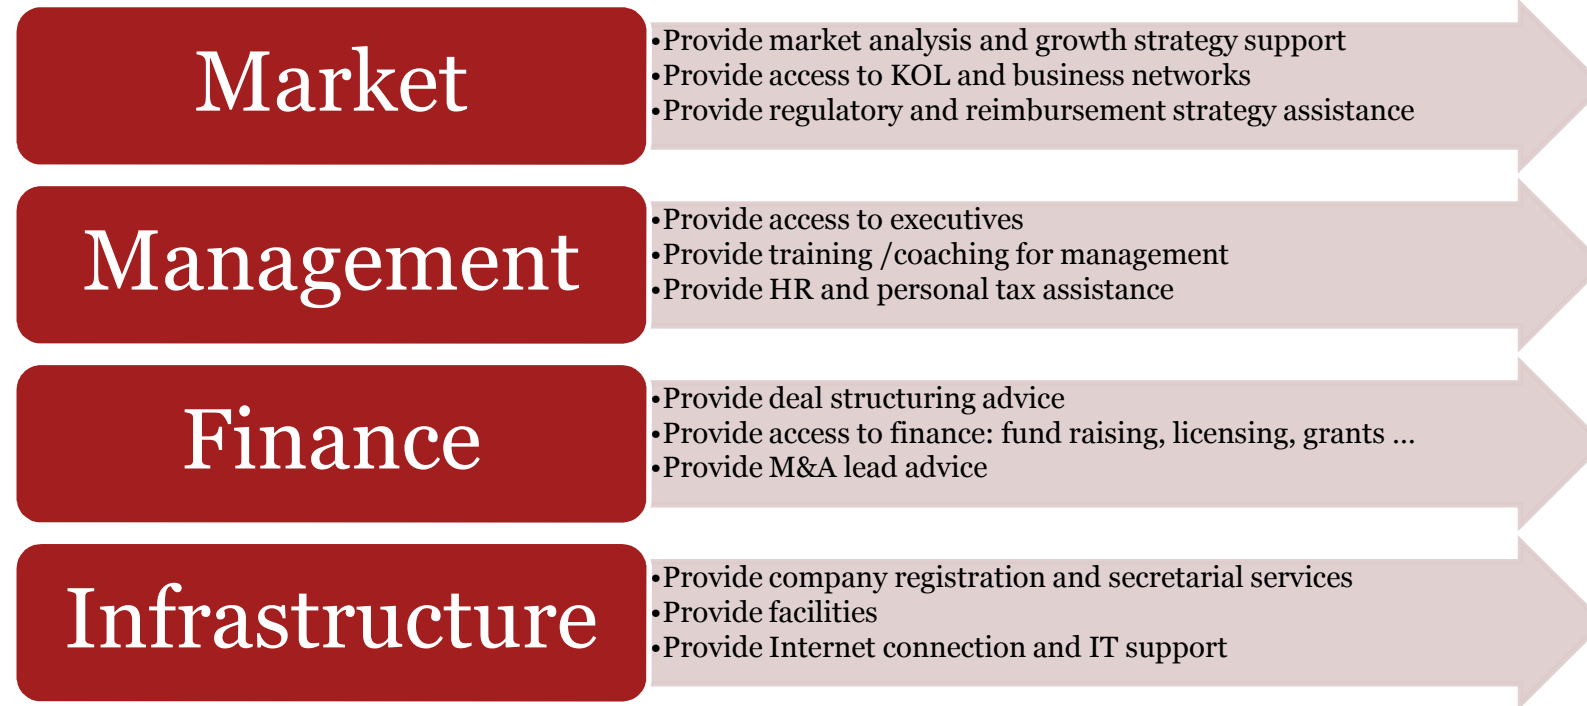 Market
•Provide market analysis and growth strategy support
•Provide access to KOL and business networks
•Provide regulatory and reimbursement strategy assistance
Management
•Provide access to executives
•Provide training /coaching for management
•Provide HR and personal tax assistance
Finance
•Provide deal structuring advice
•Provide access to finance: fund raising, licensing, grants ...
•Provide M&A lead advice
Infrastructure
•Provide company registration and secretarial services
•Provide facilities
•Provide Internet connection and IT support